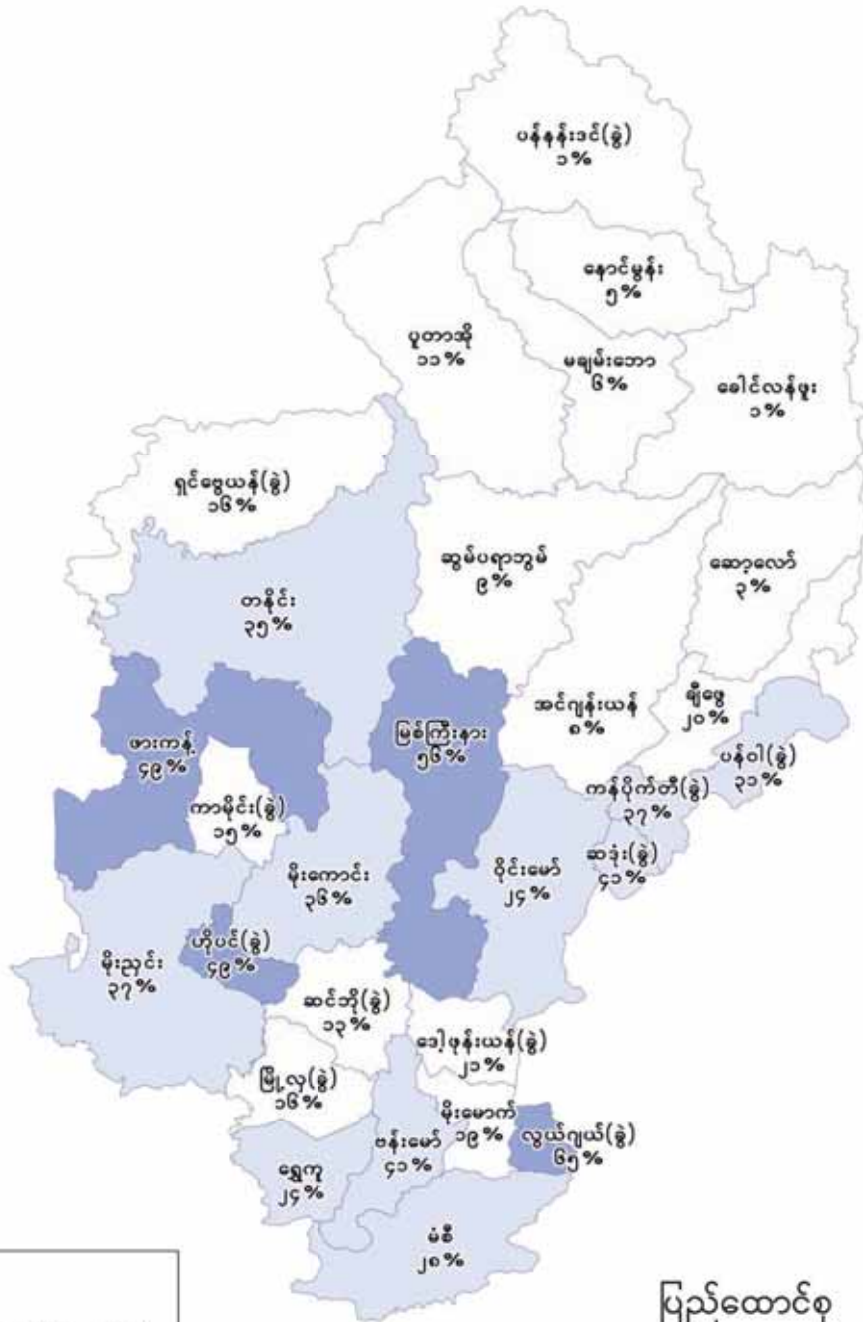 ပန်နန်းဒင်(ခွဲ)
၁%
နောင်မွန်း
၅%
ပူတာအို
၁၁%
မချမ်းဘော
၆%
ခေါင်လန်ဖူး
၁%
ရှင်ဗွေယန်(ခွဲ)
၁၆%
ဆွမ်ပရာဘွမ်
၉%
ဆော့လော်
၃%
တနိုင်း
၃၅%
အင်ဂျန်းယန်
၈%
ချီဖွေ
၂၀%
မြစ်ကြီးနား
၅၆%
ဖားကန့်
၄၉%
ပန်ဝါ(ခွဲ)
၃၁%
ကန်ပိုက်တီ(ခွဲ)
၃၇%
ကာမိုင်း(ခွဲ)
၁၅%
ဆဒုံး(ခွဲ)
၄၁%
မိုးကောင်း
၃၆%
ဝိုင်းမော်
၂၄%
ဟိုပင်(ခွဲ)
၄၉%
မိုးညှင်း
၃၇%
ဆင်ဘို(ခွဲ)
၁၃%
ဒေါ့ဖုန်းယန်(ခွဲ)
၂၁%
မြို့လှ(ခွဲ)
၁၆%
မိုးမောက်
၁၉%
လွယ်ဂျယ်(ခွဲ)
၆၅%
ဗန်းမော်
၄၁%
ရွှေကူ
၂၄%
မံစီ
၂၈%
ပြည်ထောင်စု